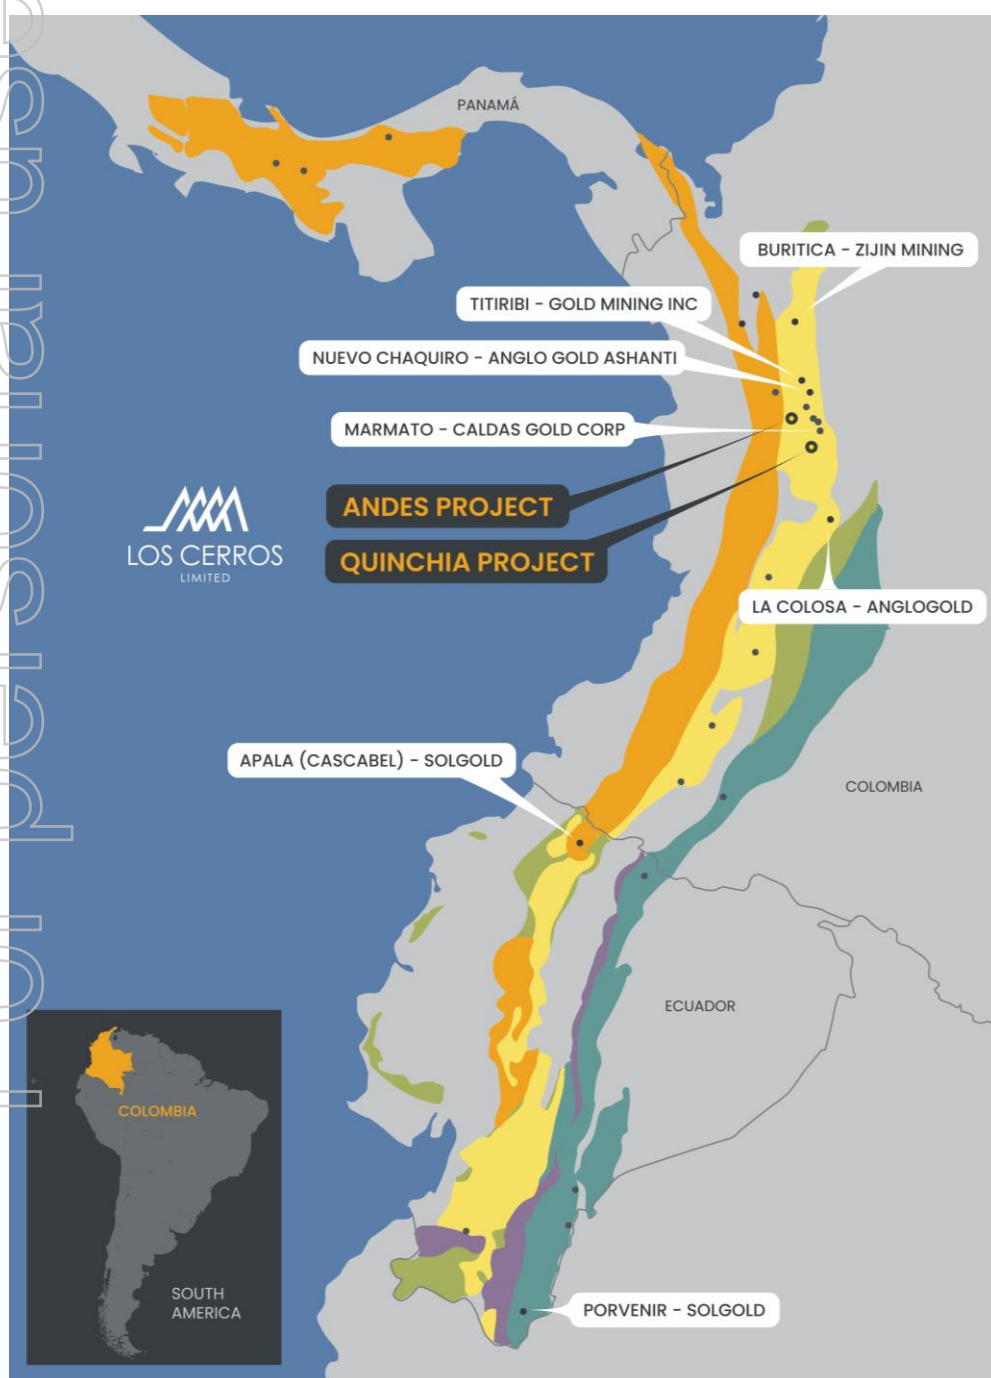 PANAMÁ
BURITICA - ZIJIN MINING
TITIRIBI - GOLD MINING INC
NUEVO CHAQUIRO - ANGLO GOLD ASHANTI
MARMATO - CALDAS GOLD CORP
ANDES PROJECT
QUINCHIA PROJECT
LOS CERROS
LIMITED
LA COLOSA - ANGLOGOLD
APALA (CASCABEL) - SOLGOLD
COLOMBIA
ECUADOR
COLOMBIA
SOUTH
AMERICA
PORVENIR - SOLGOLD
personal